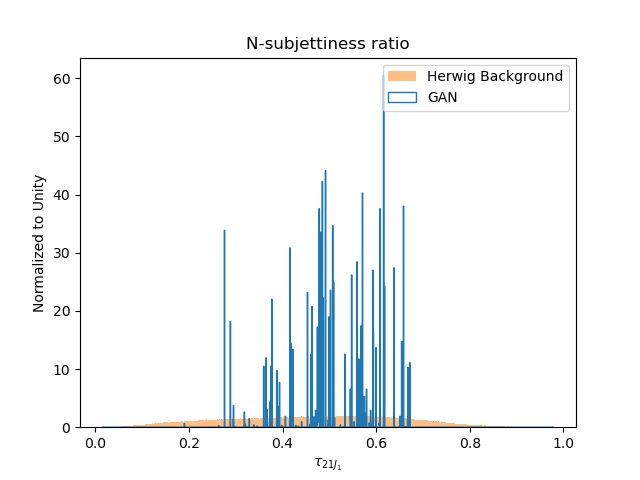 N-subjettiness ratio
Herwig Background
GAN
Normalized to Unity
60
50
40
30
20
10
0
0.0 0.2 0.4 0.6 0.8 1.0
τ₂₁J₁